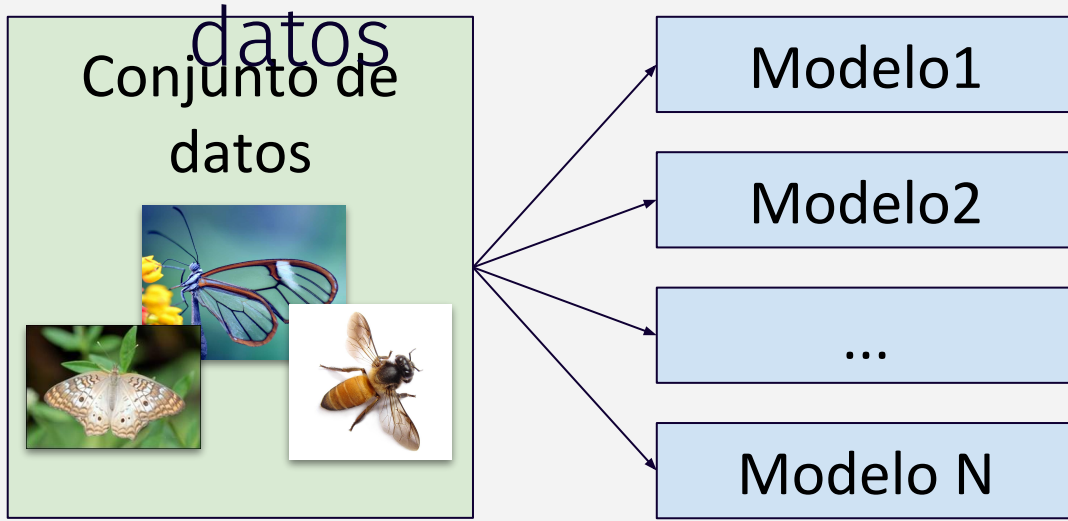 datos
Conjunto de
datos
Modelo1
Modelo2
...
Modelo N